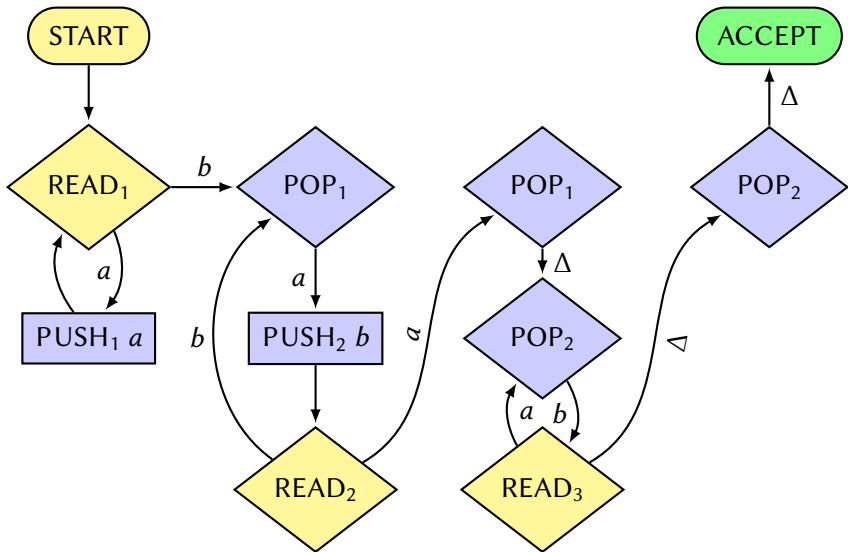 START
ACCEPT
Δ
READ₁
b
POP₁
POP₁
POP₂
a
a
Δ
PUSH₁ a
b
PUSH₂ b
a
POP₂
Δ
a
b
READ₂
READ₃